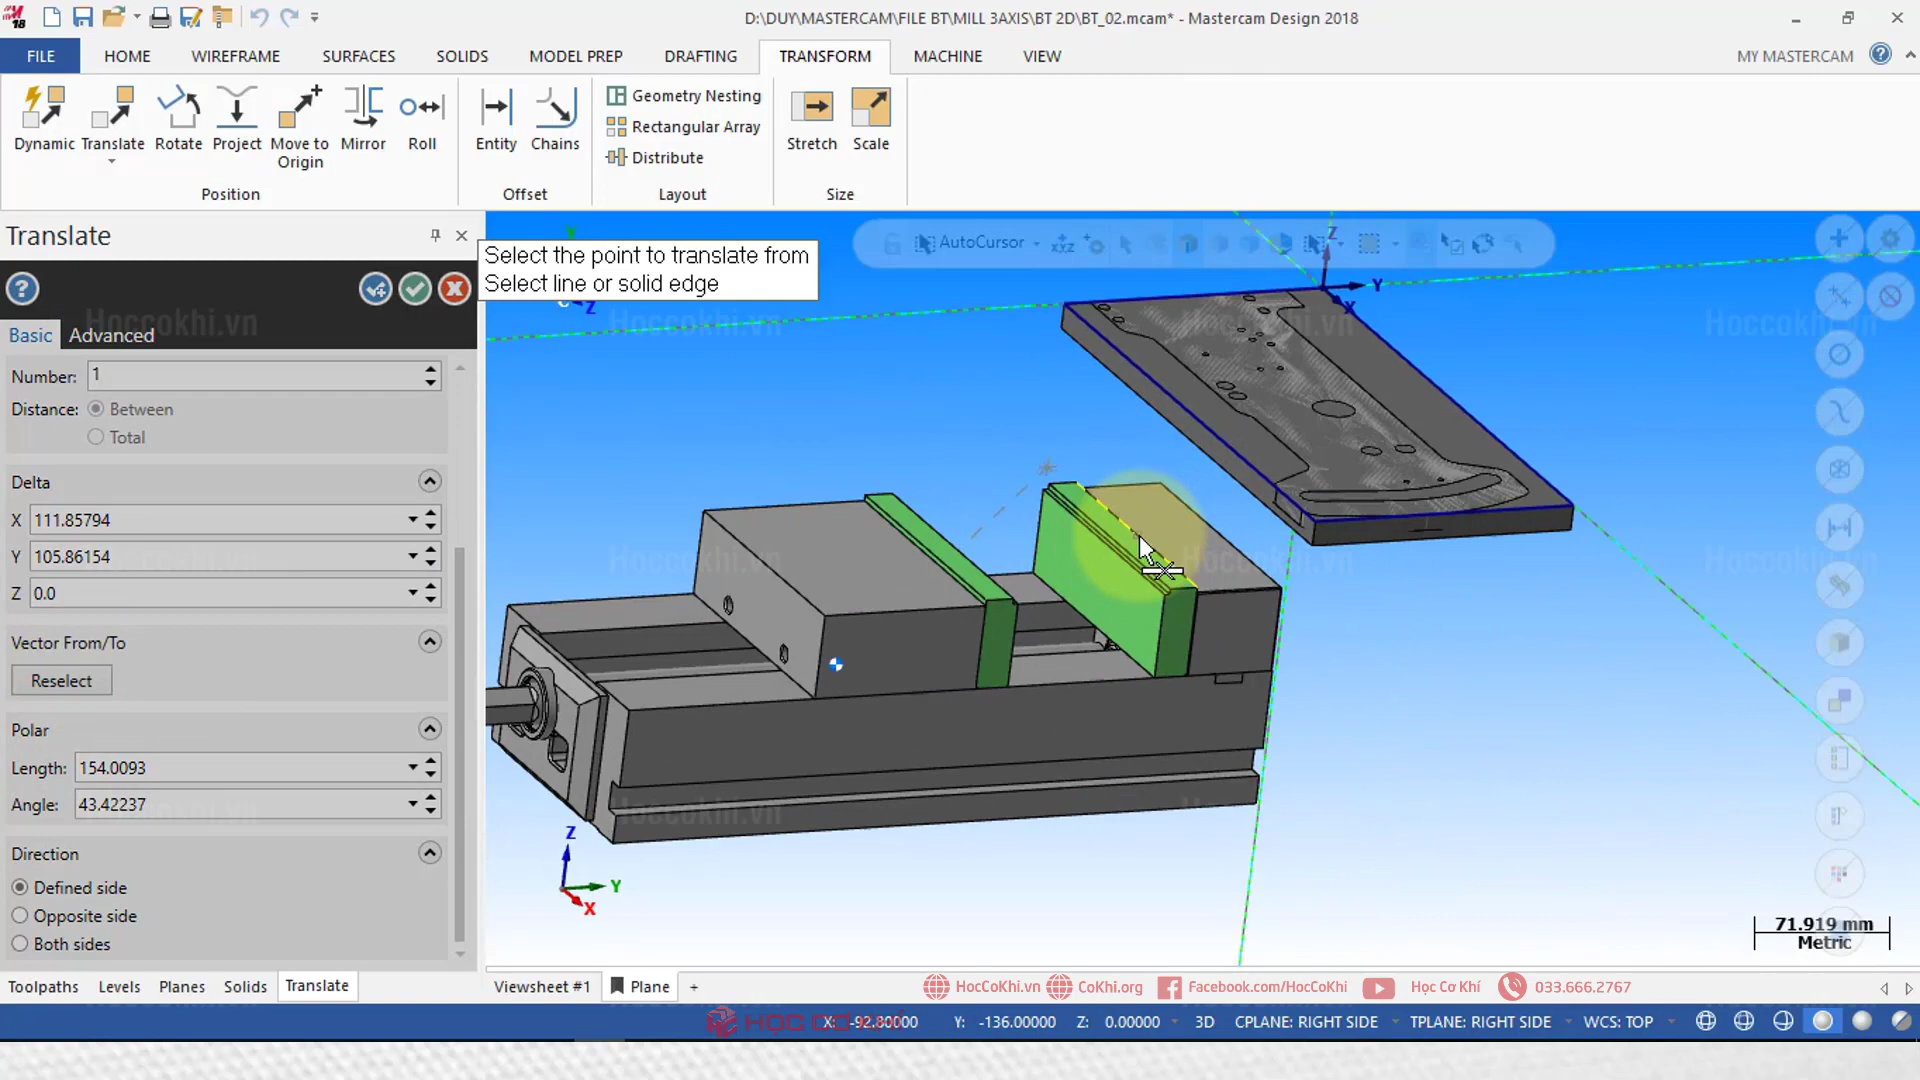 D:\DUY\MASTERCAM\FILE BT\MILL 3AXIS\BT 2D\BT_02.mcam* - Mastercam Design 2018
18
FILE HOME WIREFRAME SURFACES SOLIDS MODEL PREP DRAFTING TRANSFORM MACHINE VIEW MY MASTERCAM
Dynamic Translate Rotate Project Move to Origin Mirror Roll
Position
Entity Chains
Offset
Geometry Nesting
Rectangular Array
Distribute
Layout
Stretch Scale
Size
Translate
Basic Advanced
Number: 1
Distance: Between
Total
Delta
X 111.85794
Y 105.86154
Z 0.0
Vector From/To
Reselect
Polar
Length: 154.0093
Angle: 43.42237
Direction
Defined side
Opposite side
Both sides
Toolpaths Levels Planes Solids Translate
Select the point to translate from
Select line or solid edge
AutoCursor
Z
Y
X
Z
Z
Y
X
Hoccokhi.vn
71.919 mm
Metric
Viewsheet #1 Plane +
HocCoKhi.vn CoKhi.org Facebook.com/HocCoKhi Học Cơ Khí 033.666.2767
X: -92.80000 Y: -136.00000 Z: 0.00000 3D CPLANE: RIGHT SIDE TPLANE: RIGHT SIDE WCS: TOP